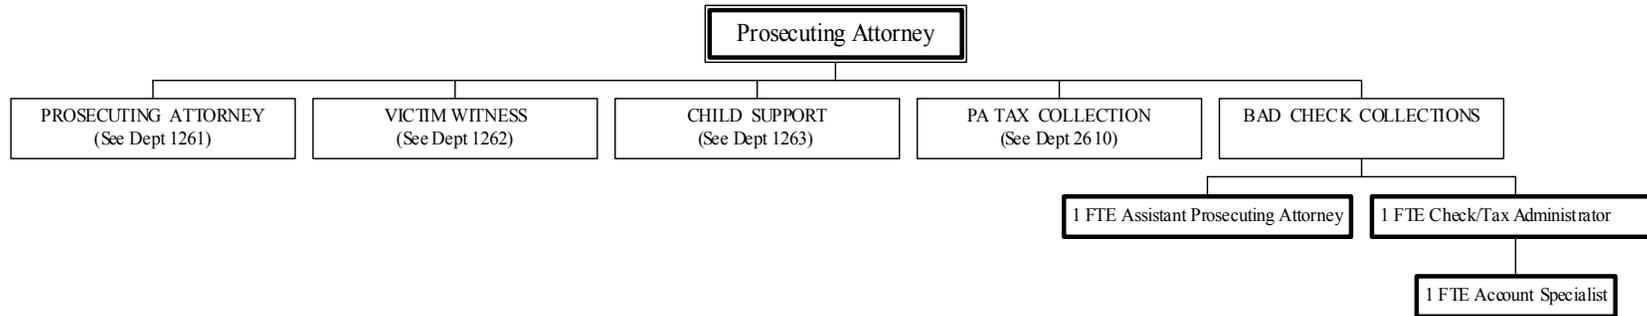 Prosecuting Attorney
PROSECUTING ATTORNEY
(See Dept 1261)
VICTIM WITNESS
(See Dept 1262)
CHILD SUPPORT
(See Dept 1263)
PA TAX COLLECTION
(See Dept 2610)
BAD CHECK COLLECTIONS
1 FTE Assistant Prosecuting Attorney
1 FTE Check/Tax Administrator
1 FTE Account Specialist